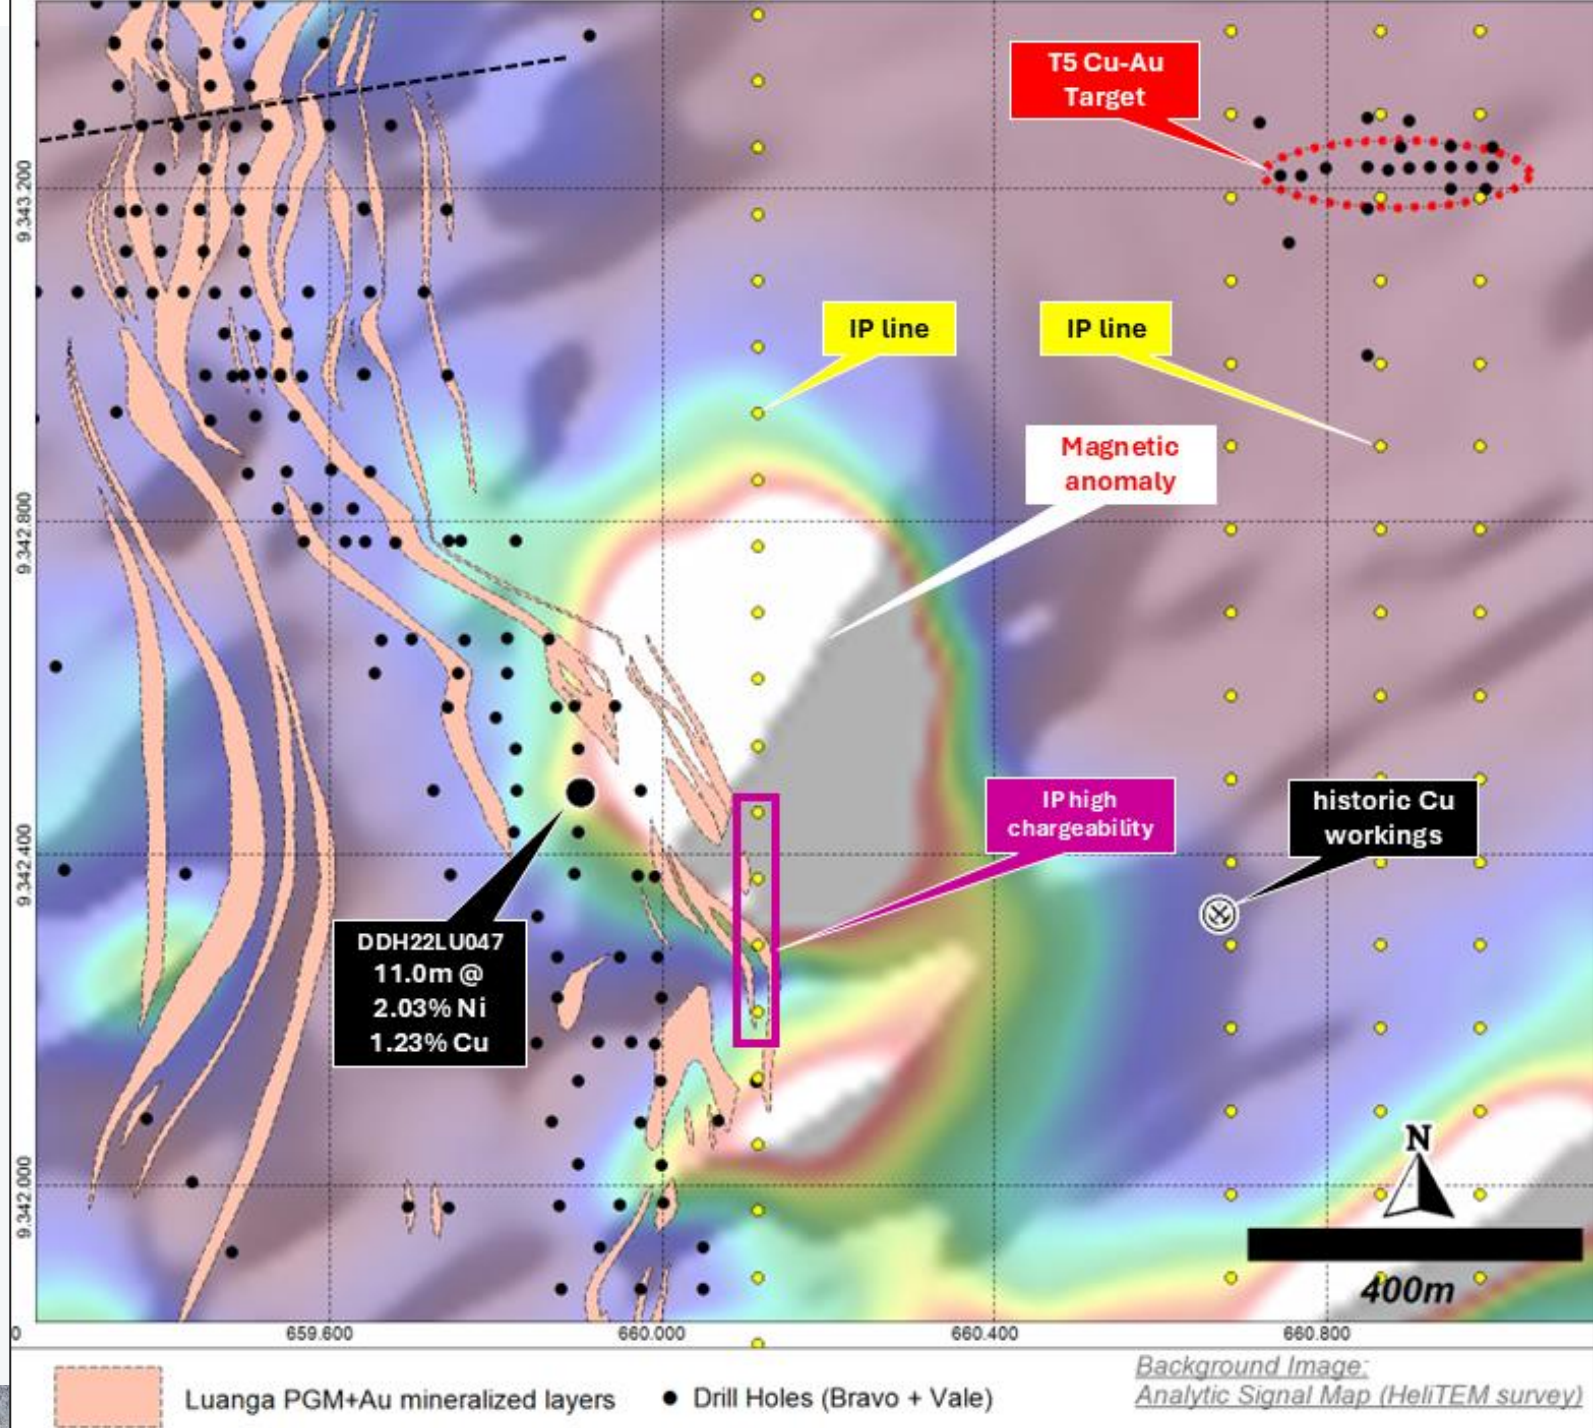 T5 Cu-Au
Target
9.343.200
IP line
IP line
Magnetic
anomaly
9.342.800
IP high
chargeability
historic Cu
workings
9.342.400
DDH22LU047
11.0m @
2.03% Ni
1.23% Cu
N
9.342.000
400m
0
659.600
660.000
660.400
660.800
Luanga PGM+Au mineralized layers
Drill Holes (Bravo + Vale)
Background Image:
Analytic Signal Map (HeliTEM survey)